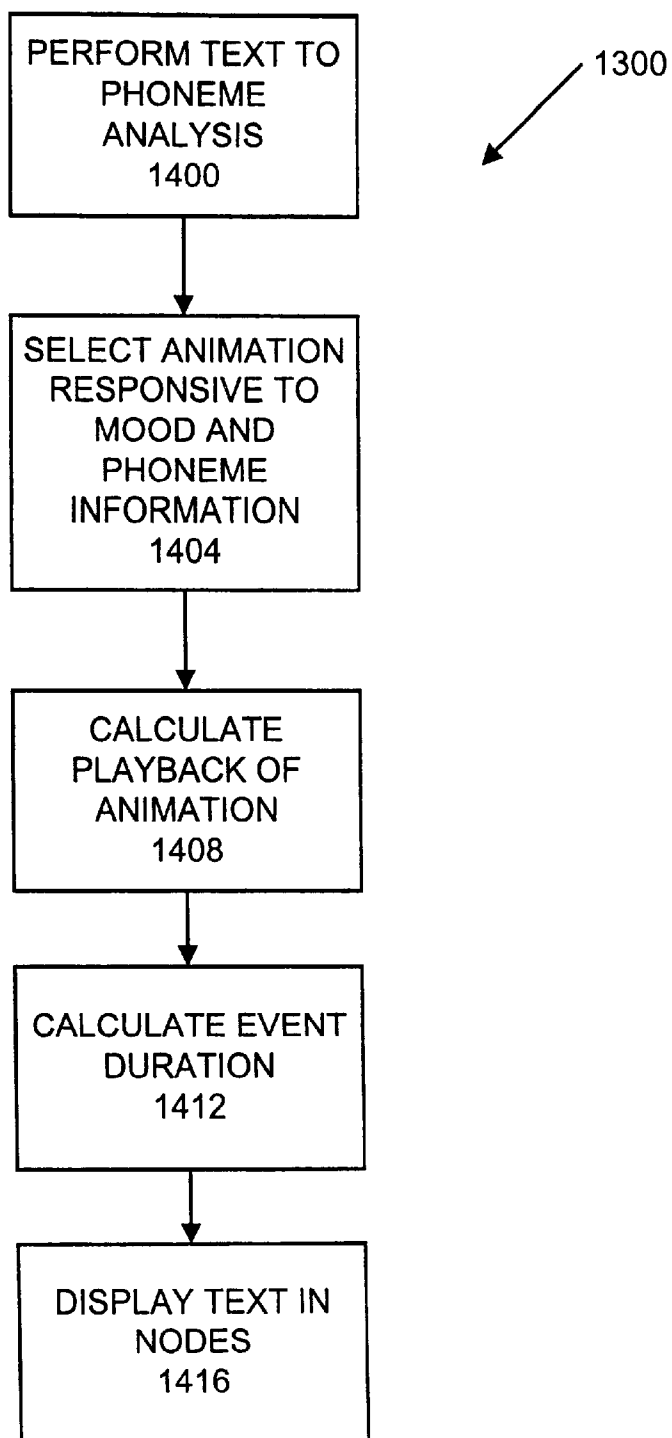 PERFORM TEXT TO
PHONEME
ANALYSIS
1400
1300
SELECT ANIMATION
RESPONSIVE TO
MOOD AND
PHONEME
INFORMATION
1404
CALCULATE
PLAYBACK OF
ANIMATION
1408
CALCULATE EVENT
DURATION
1412
DISPLAY TEXT IN
NODES
1416